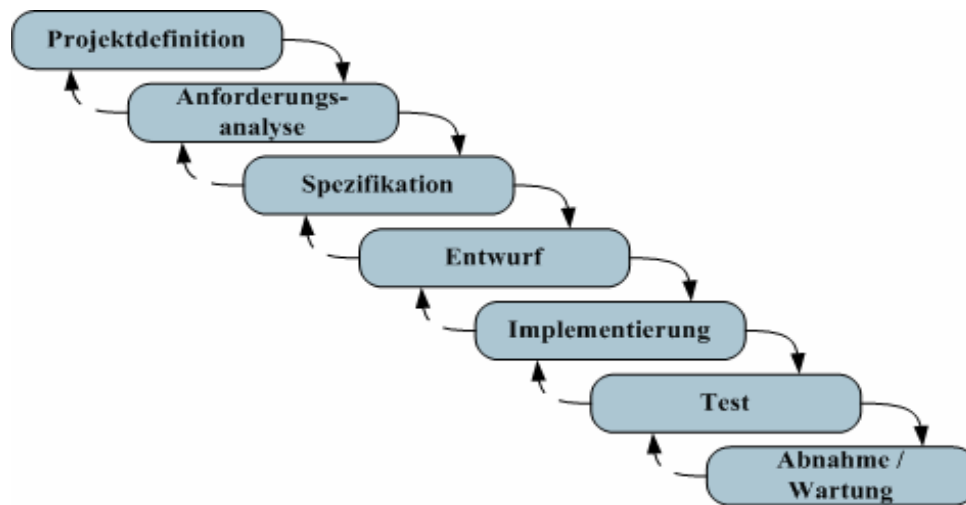 Projektdefinition
Anforderungs-
analyse
Spezifikation
Entwurf
Implementierung
Test
Abnahme /
Wartung